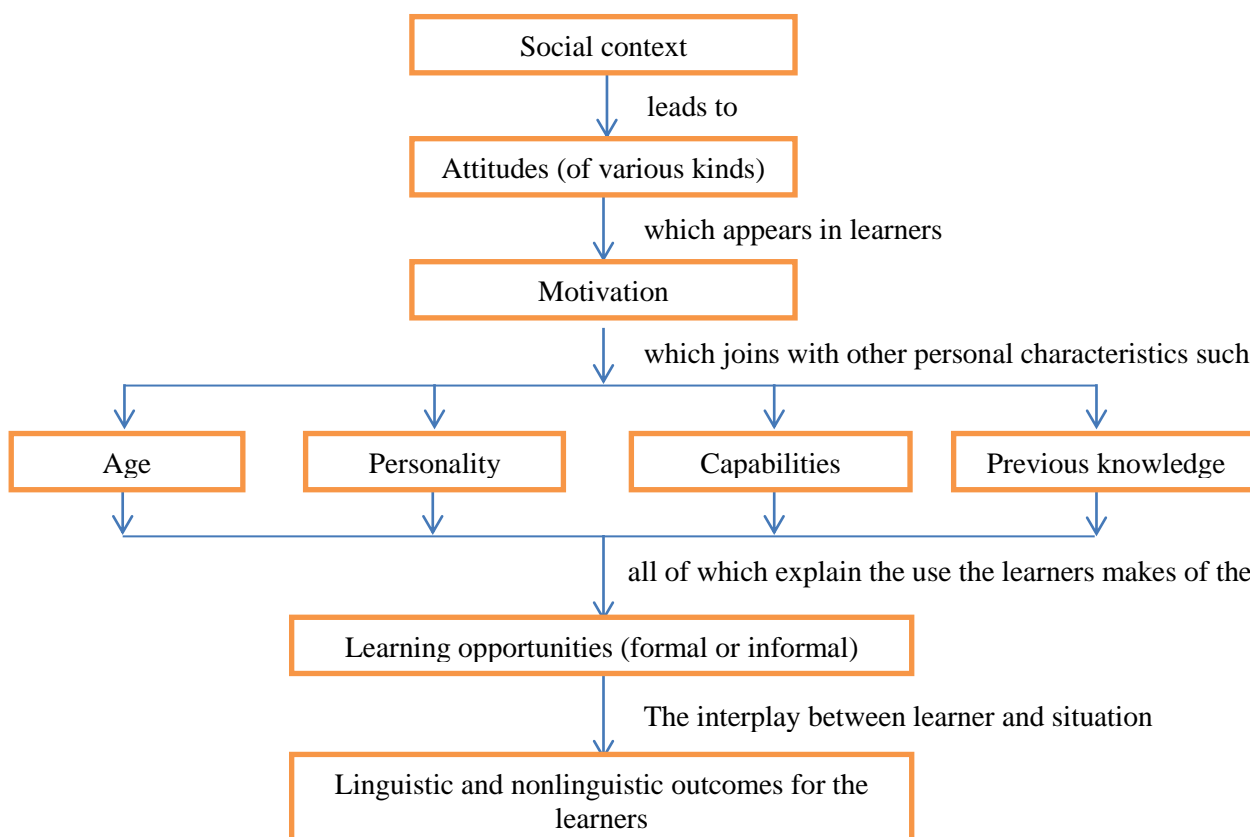 Social context
leads to
Attitudes (of various kinds)
which appears in learners
Motivation
which joins with other personal characteristics such
Age
Personality
Capabilities
Previous knowledge
all of which explain the use the learners makes of the
Learning opportunities (formal or informal)
The interplay between learner and situation
Linguistic and nonlinguistic outcomes for the
learners